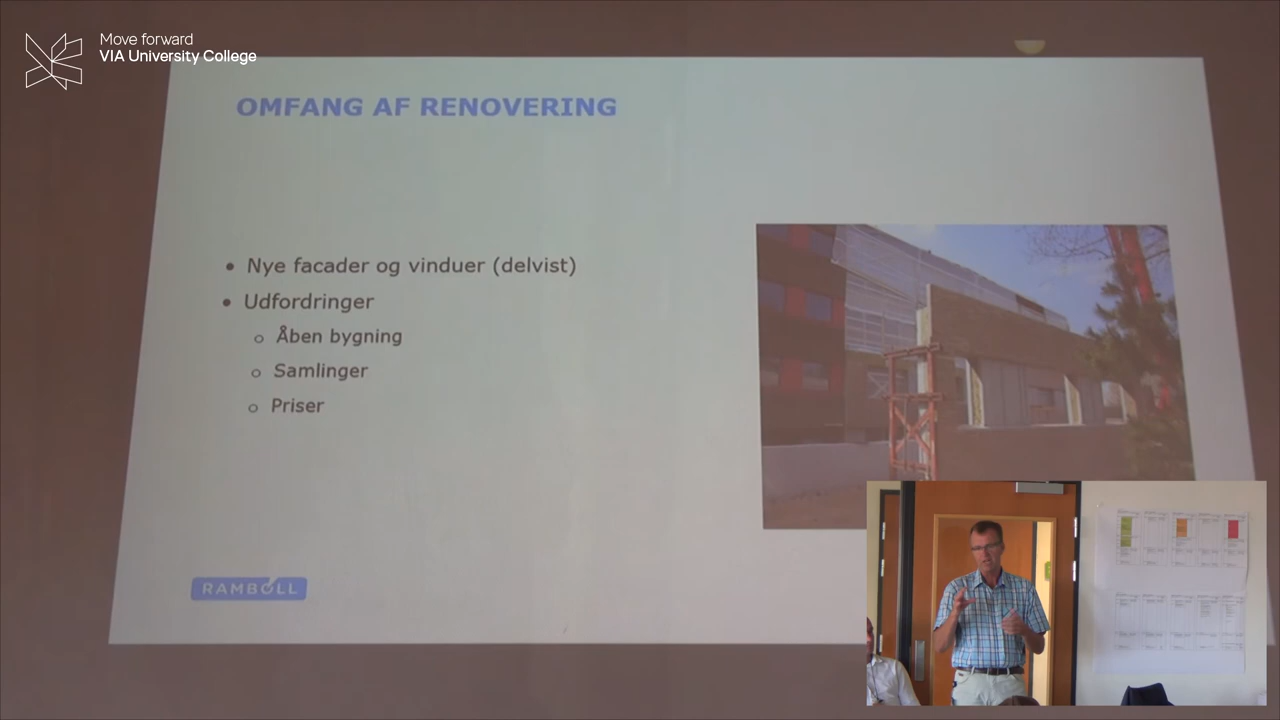 Move forward
VIA University College
OMFANG AF RENOVERING
• Nye facader og vinduer (delvist)
• Udfordringer
o Åben bygning
o Samlinger
o Priser
RAMBOLL